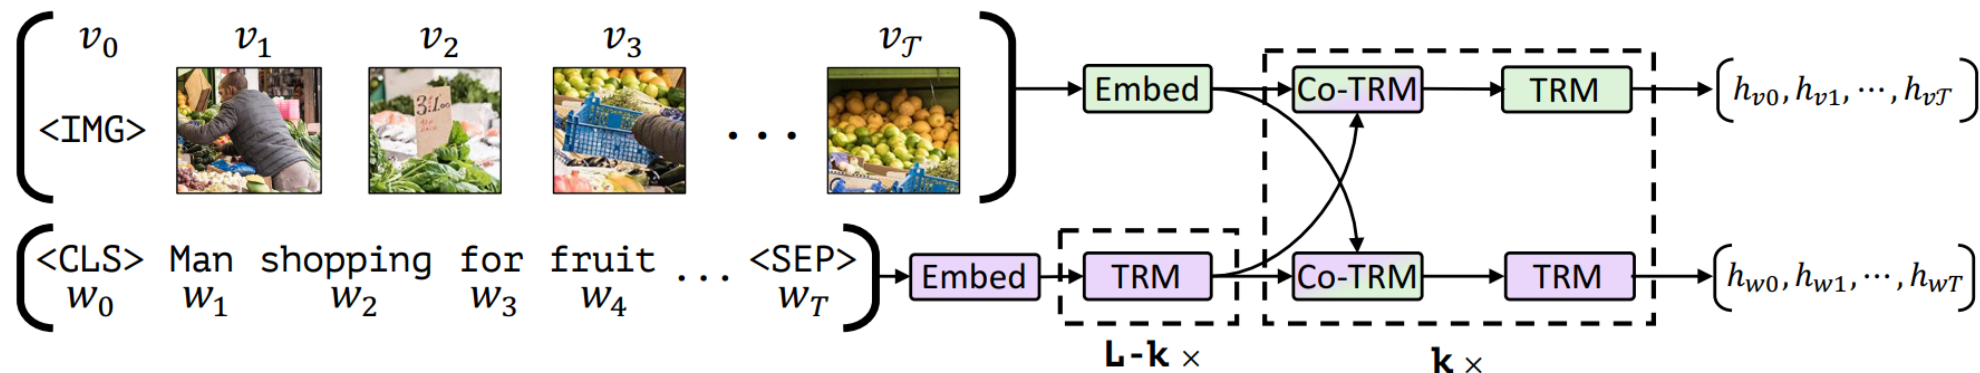 v0 v1 v2 v3 v𝒯
<IMG> ...
Embed Co-TRM TRM (hv0, hv1, ⋯, hv𝒯)
<CLS> Man shopping for fruit ... <SEP>
w0 w1 w2 w3 w4 wT
Embed TRM Co-TRM TRM (hw0, hw1, ⋯, hwT)
L-k × k ×